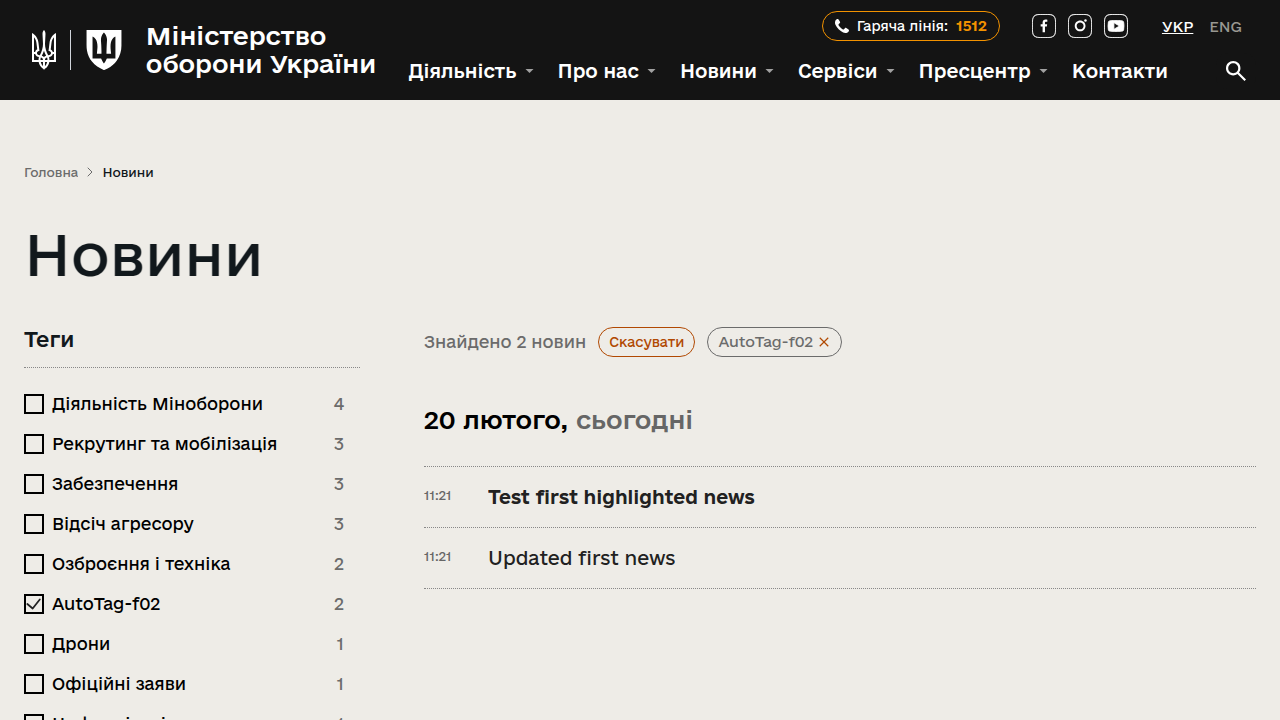 Міністерство
оборони України
Гаряча лінія: 1512
УКР ENG
Діяльність Про нас Новини Сервіси Пресцентр Контакти
Головна Новини
Новини
Теги
Діяльність Міноборони 4
Рекрутинг та мобілізація 3
Забезпечення 3
Відсіч агресору 3
Озброєння і техніка 2
AutoTag-f02 2
Дрони 1
Офіційні заяви 1
Знайдено 2 новин Скасувати AutoTag-f02
20 лютого, сьогодні
11:21 Test first highlighted news
11:21 Updated first news